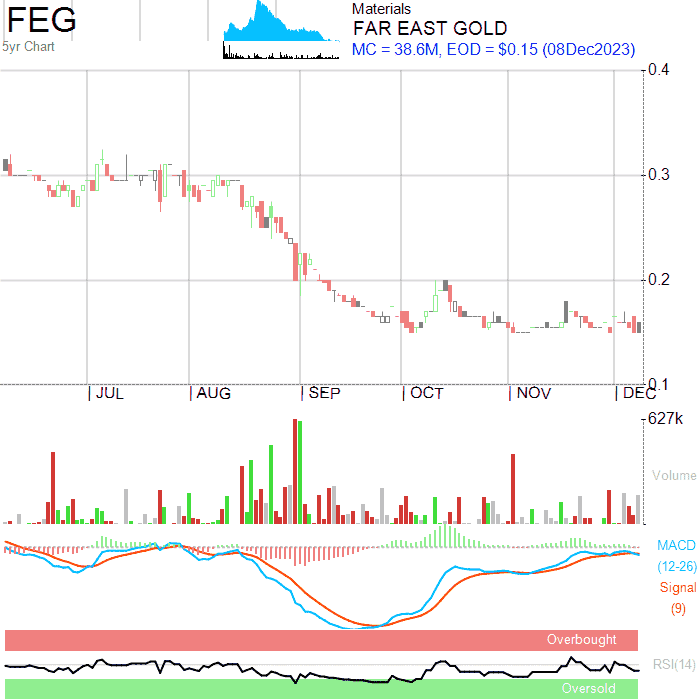 FEG
5yr Chart
Materials
FAR EAST GOLD
MC = 38.6M, EOD = $0.15 (08Dec2023)
0.4
0.3
0.2
0.1
JUL AUG SEP OCT NOV DEC
627k
Volume
MACD
(12-26)
Signal
(9)
Overbought
RSI(14)
Oversold